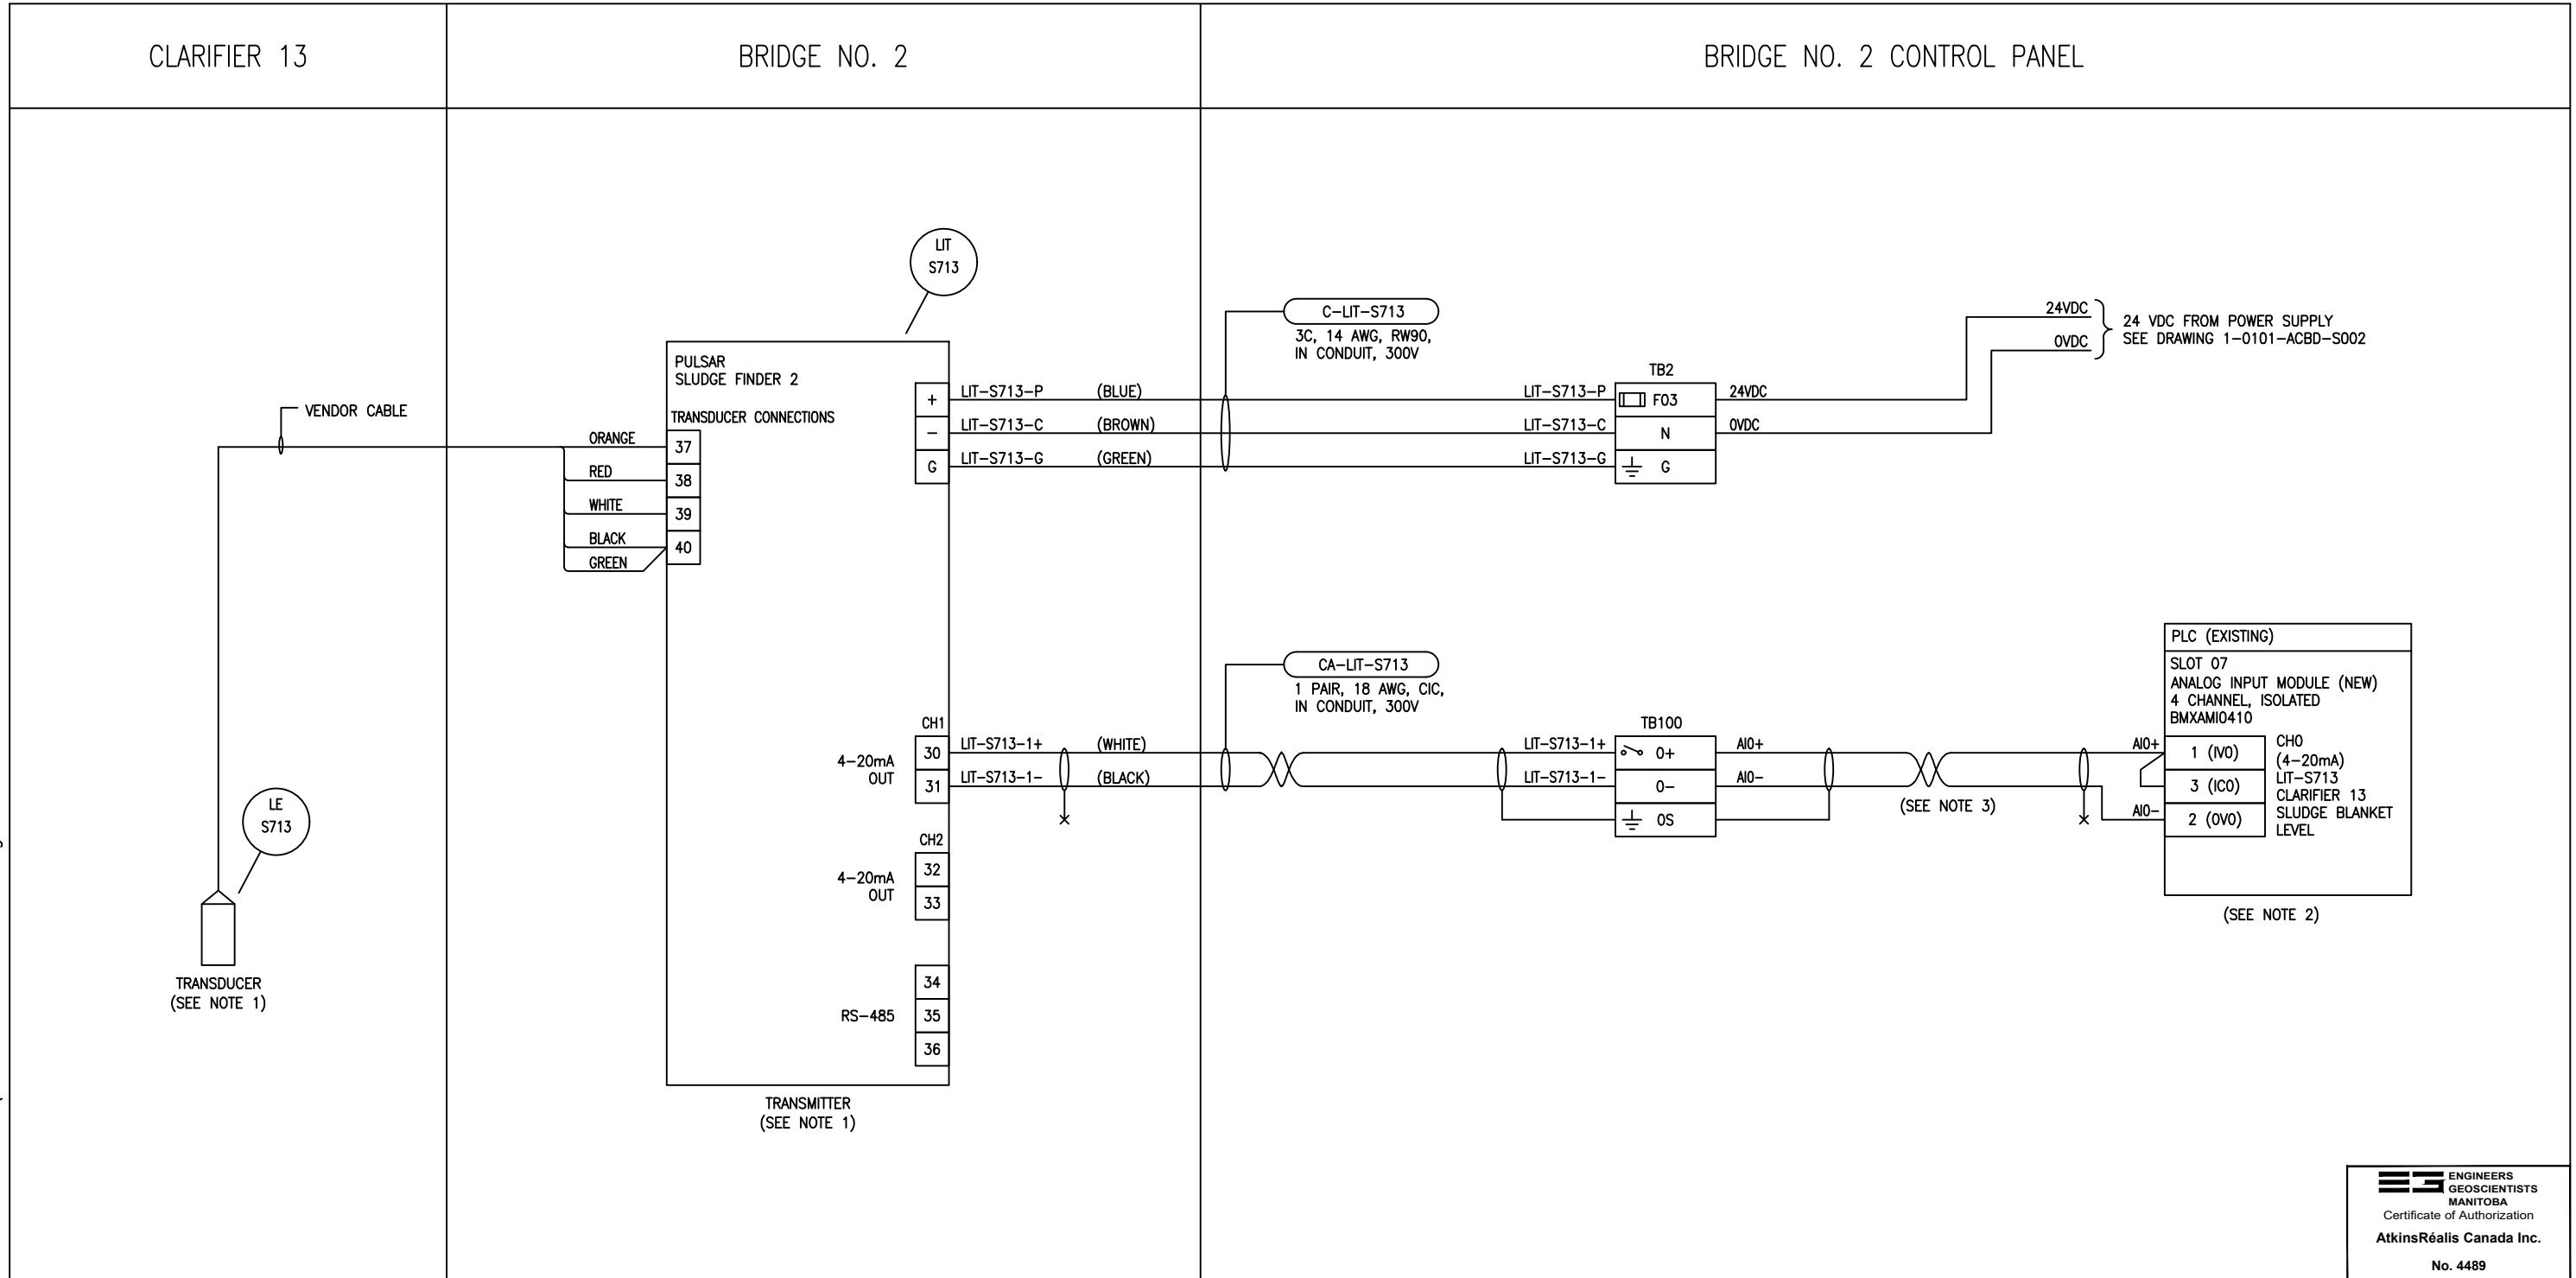 CLARIFIER 13
BRIDGE NO. 2
BRIDGE NO. 2 CONTROL PANEL
LIT
S713
VENDOR CABLE
ORANGE
RED
WHITE
BLACK
GREEN
PULSAR
SLUDGE FINDER 2
TRANSDUCER CONNECTIONS
37
38
39
40
+
−
G
LIT-S713-P (BLUE)
LIT-S713-C (BROWN)
LIT-S713-G (GREEN)
C-LIT-S713
3C, 14 AWG, RW90,
IN CONDUIT, 300V
LIT-S713-P
LIT-S713-C
LIT-S713-G
TB2
F03
N
G
24VDC
0VDC
24VDC
0VDC
24 VDC FROM POWER SUPPLY
SEE DRAWING 1-0101-ACBD-S002
CH1
4-20mA
OUT
30
31
LIT-S713-1+ (WHITE)
LIT-S713-1- (BLACK)
CA-LIT-S713
1 PAIR, 18 AWG, CIC,
IN CONDUIT, 300V
LIT-S713-1+
LIT-S713-1-
TB100
0+
0-
0S
AI0+
AI0-
(SEE NOTE 3)
AI0+
AI0-
PLC (EXISTING)
SLOT 07
ANALOG INPUT MODULE (NEW)
4 CHANNEL, ISOLATED
BMXAMI0410
1 (IV0)
3 (IC0)
2 (0V0)
CH0
(4-20mA)
LIT-S713
CLARIFIER 13
SLUDGE BLANKET
LEVEL
(SEE NOTE 2)
CH2
4-20mA
OUT
32
33
RS-485
34
35
36
TRANSMITTER
(SEE NOTE 1)
LE
S713
TRANSDUCER
(SEE NOTE 1)
ENGINEERS
GEOSCIENTISTS
MANITOBA
Certificate of Authorization
AtkinsRéalis Canada Inc.
No. 4489